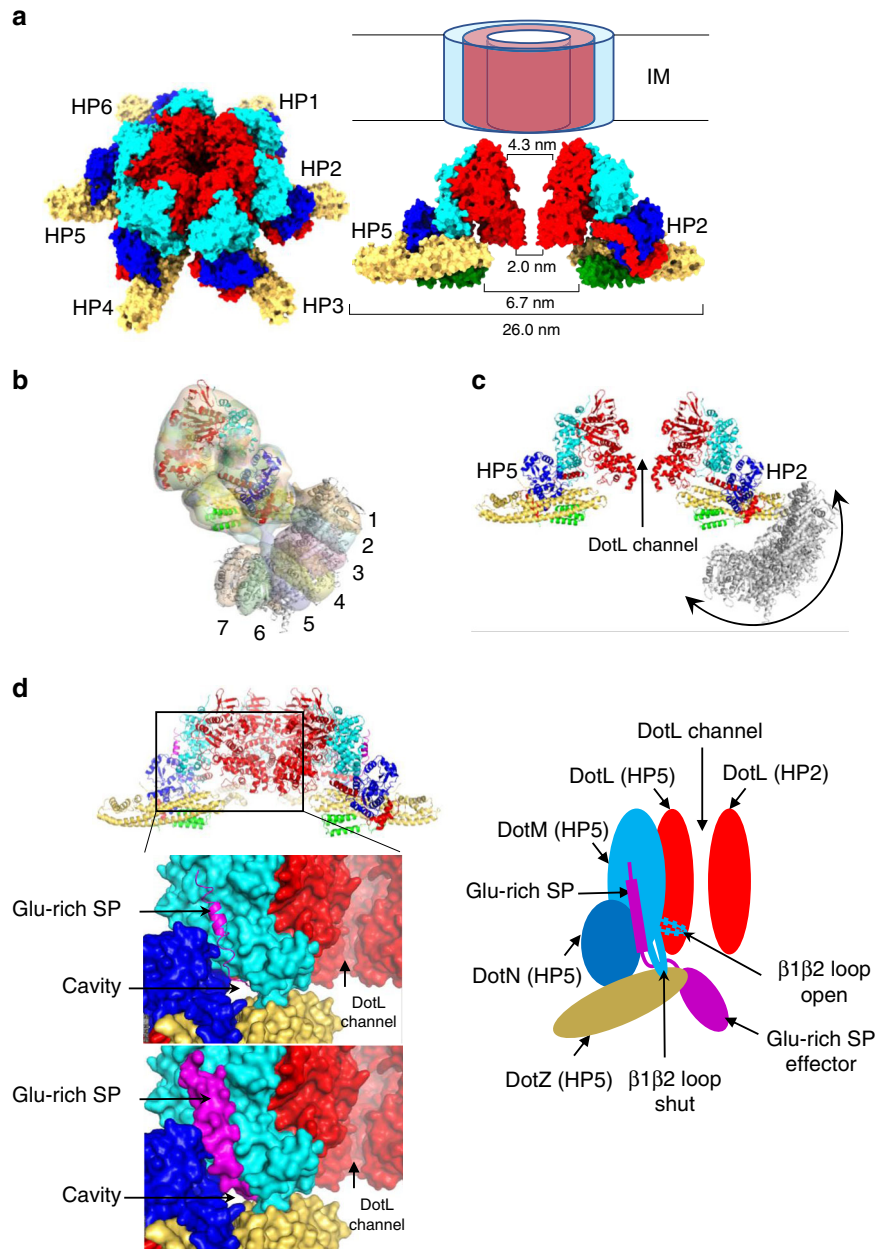 a
IM
HP6
HP1
4.3 nm
HP2
HP5
HP5
HP2
2.0 nm
HP4
HP3
6.7 nm
26.0 nm
b
c
HP5
HP2
1
2
DotL channel
3
4
5
6
7
d
DotL channel
DotL (HP5)
DotL (HP2)
DotM (HP5)
Glu-rich SP
Glu-rich SP
DotN (HP5)
β1β2 loop
open
Cavity
DotL
channel
Glu-rich SP
effector
DotZ (HP5)
β1β2 loop
shut
Glu-rich SP
Cavity
DotL
channel